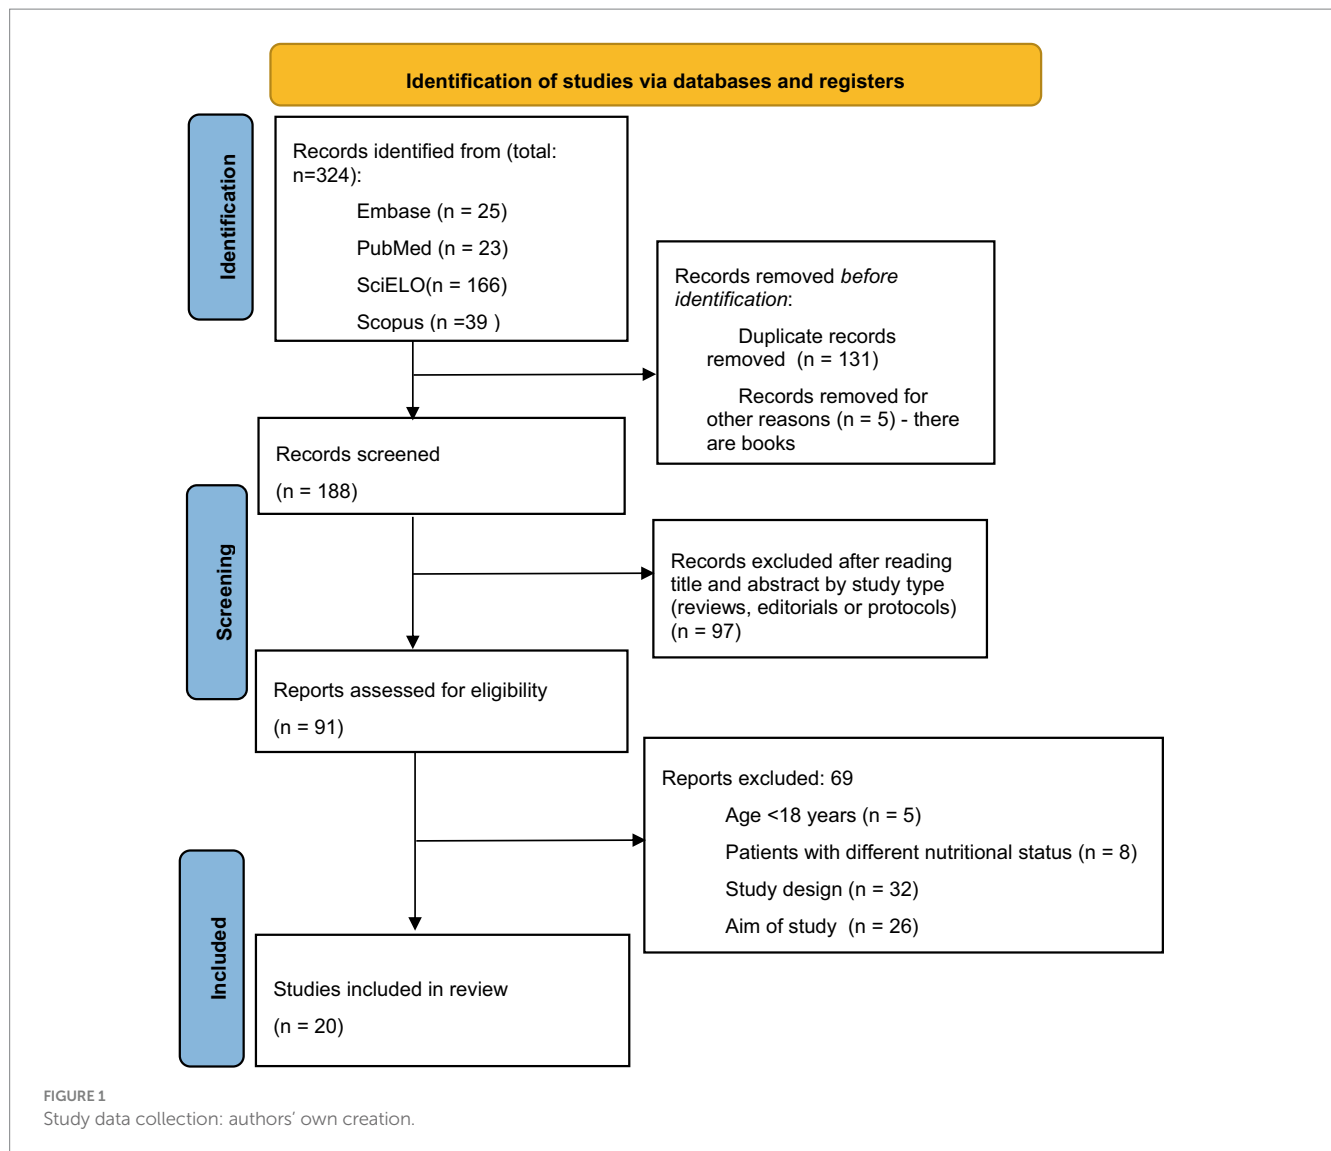 Identification of studies via databases and registers
Identification
Records identified from (total:
n=324):
Embase (n = 25)
PubMed (n = 23)
SciELO(n = 166)
Scopus (n =39 )
Records removed before
identification:
Duplicate records
removed (n = 131)
Records removed for
other reasons (n = 5) - there
are books
Screening
Records screened
(n = 188)
Records excluded after reading
title and abstract by study type
(reviews, editorials or protocols)
(n = 97)
Reports assessed for eligibility
(n = 91)
Reports excluded: 69
Age <18 years (n = 5)
Patients with different nutritional status (n = 8)
Study design (n = 32)
Aim of study (n = 26)
Included
Studies included in review
(n = 20)
FIGURE 1
Study data collection: authors' own creation.